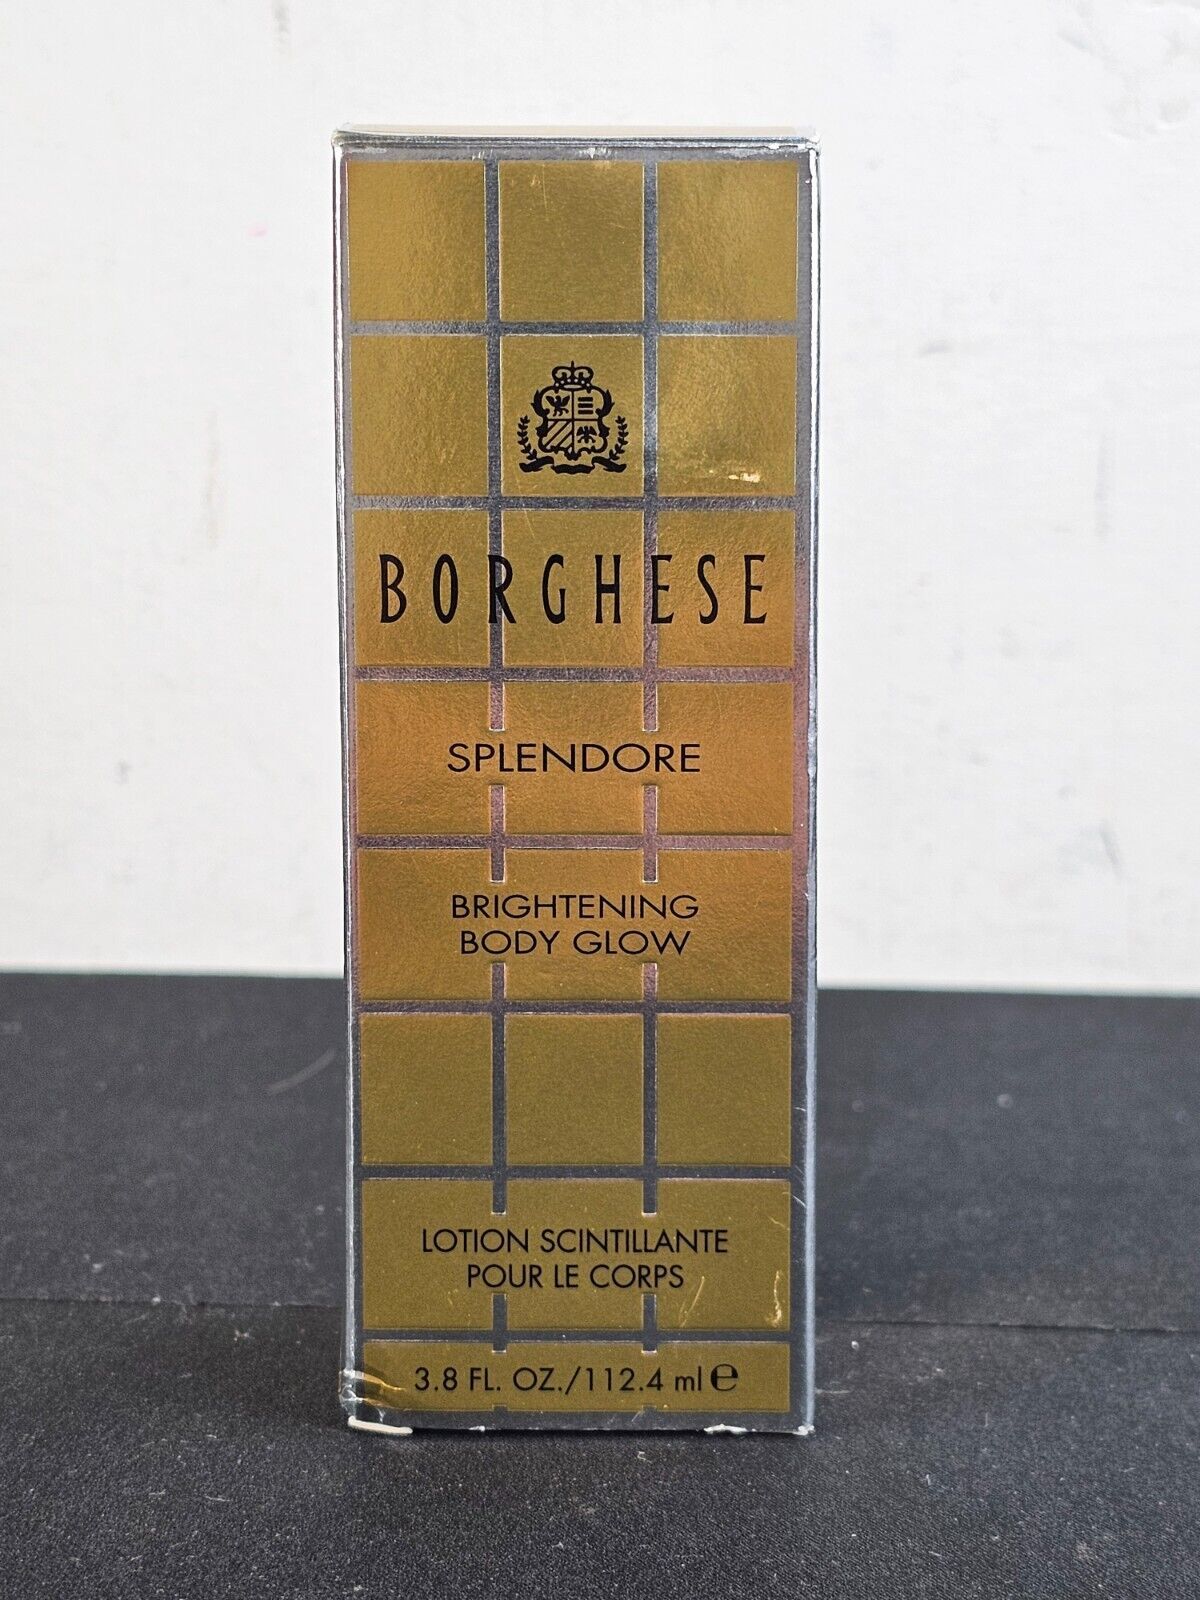 BORGHESE
SPLENDORE
BRIGHTENING
BODY GLOW
LOTION SCINTILLANTE
POUR LE CORPS
3.8 FL. OZ./112.4 ml ℮